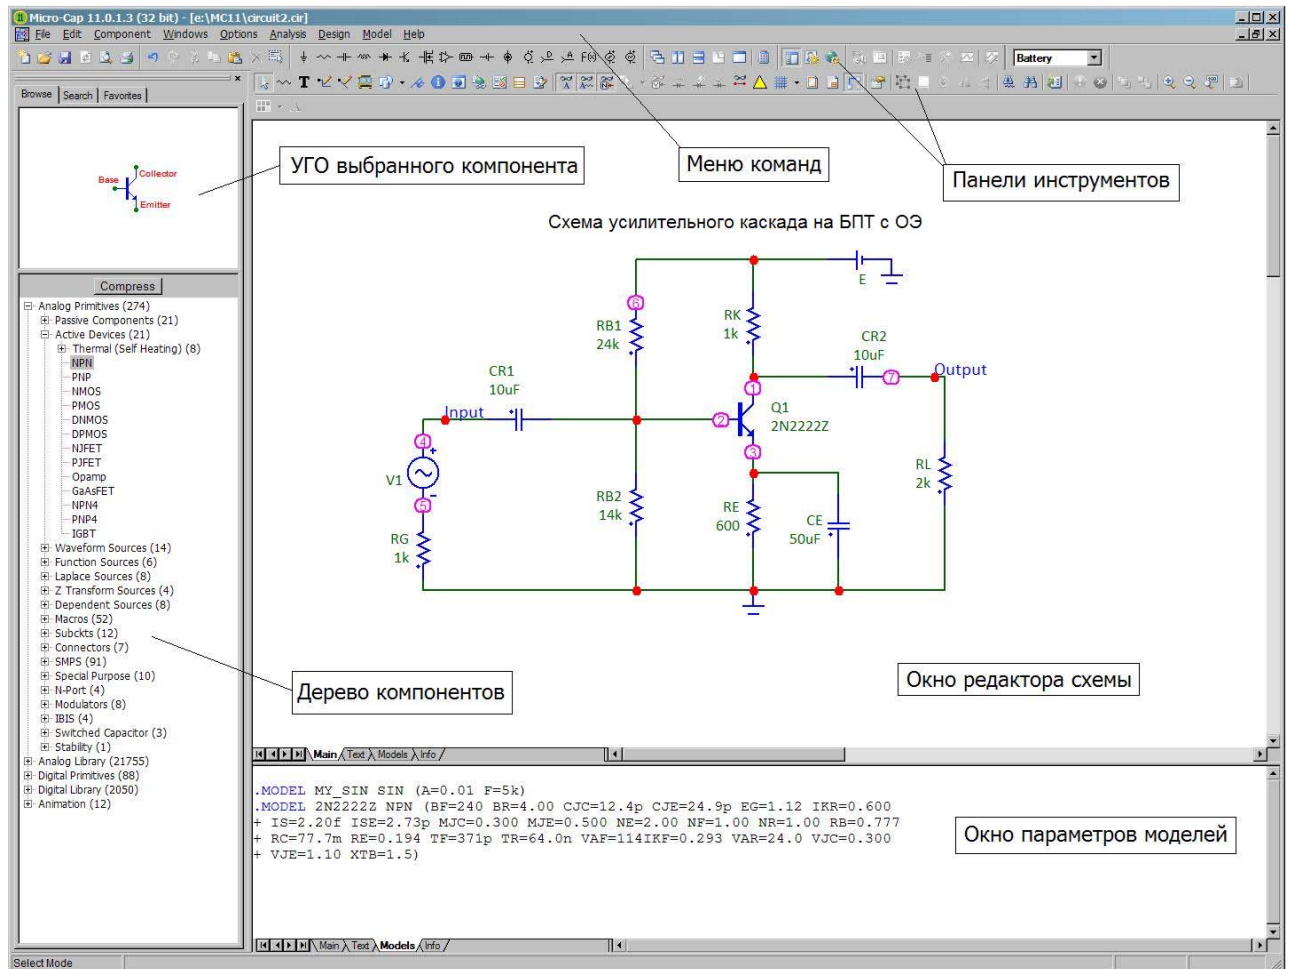 Micro-Cap 11.0.1.3 (32 bit) - [e:\MC11\circuit2.cir]
File Edit Component Windows Options Analysis Design Model Help
Battery
Browse Search Favorites
Base
Collector
Emitter
УГО выбранного компонента
Меню команд
Панели инструментов
Compress
Analog Primitives (274)
Passive Components (21)
Active Devices (21)
Thermal (Self Heating) (8)
NPN
PNP
NMOS
PMOS
DNMOS
DPMOS
NJFET
PJFET
Opamp
GaAsFET
NPN4
PNP4
IGBT
Waveform Sources (14)
Function Sources (6)
Laplace Sources (8)
Z Transform Sources (4)
Dependent Sources (8)
Macros (52)
Subckts (12)
Connectors (7)
SMPS (91)
Special Purpose (10)
N-Port (4)
Modulators (8)
IBIS (4)
Switched Capacitor (3)
Stability (1)
Analog Library (21755)
Digital Primitives (88)
Digital Library (2050)
Animation (12)
Дерево компонентов
Схема усилительного каскада на БПТ с ОЭ
E
6
RB1
24k
RK
1k
CR2
10uF
7
Output
CR1
10uF
Input
1
2
Q1
2N2222Z
3
4
V1
5
RG
1k
RB2
14k
RE
600
CE
50uF
RL
2k
Окно редактора схемы
Main Text Models Info
.MODEL MY_SIN SIN (A=0.01 F=5k)
.MODEL 2N2222Z NPN (BF=240 BR=4.00 CJC=12.4p CJE=24.9p EG=1.12 IKR=0.600
+ IS=2.20f ISE=2.73p MJC=0.300 MJE=0.500 NE=2.00 NF=1.00 NR=1.00 RB=0.777
+ RC=77.7m RE=0.194 TF=371p TR=64.0n VAF=114IKF=0.293 VAR=24.0 VJC=0.300
+ VJE=1.10 XTB=1.5)
Окно параметров моделей
Main Text Models Info
Select Mode